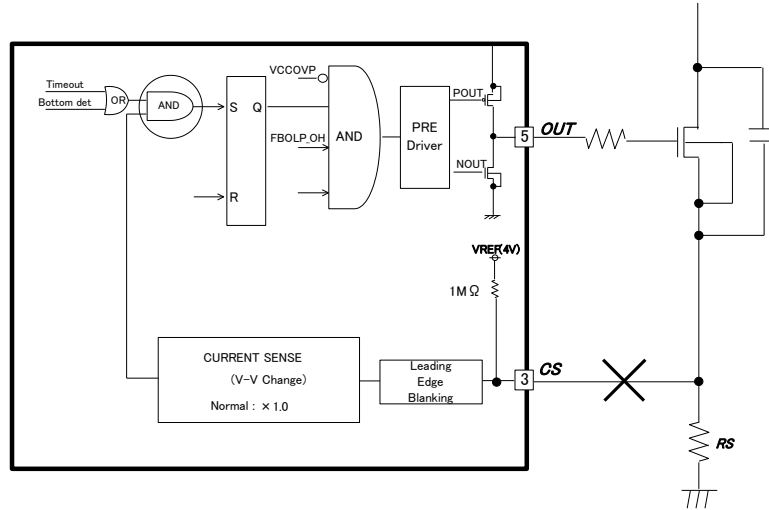 Timeout
Bottom det
OR
AND
S Q
R
VCCOVP
FBOLP_OH
AND
PRE
Driver
POUT
NOUT
5
OUT
VREF(4V)
1MΩ
CURRENT SENSE
(V-V Change)
Normal : ×1.0
Leading
Edge
Blanking
3
CS
RS